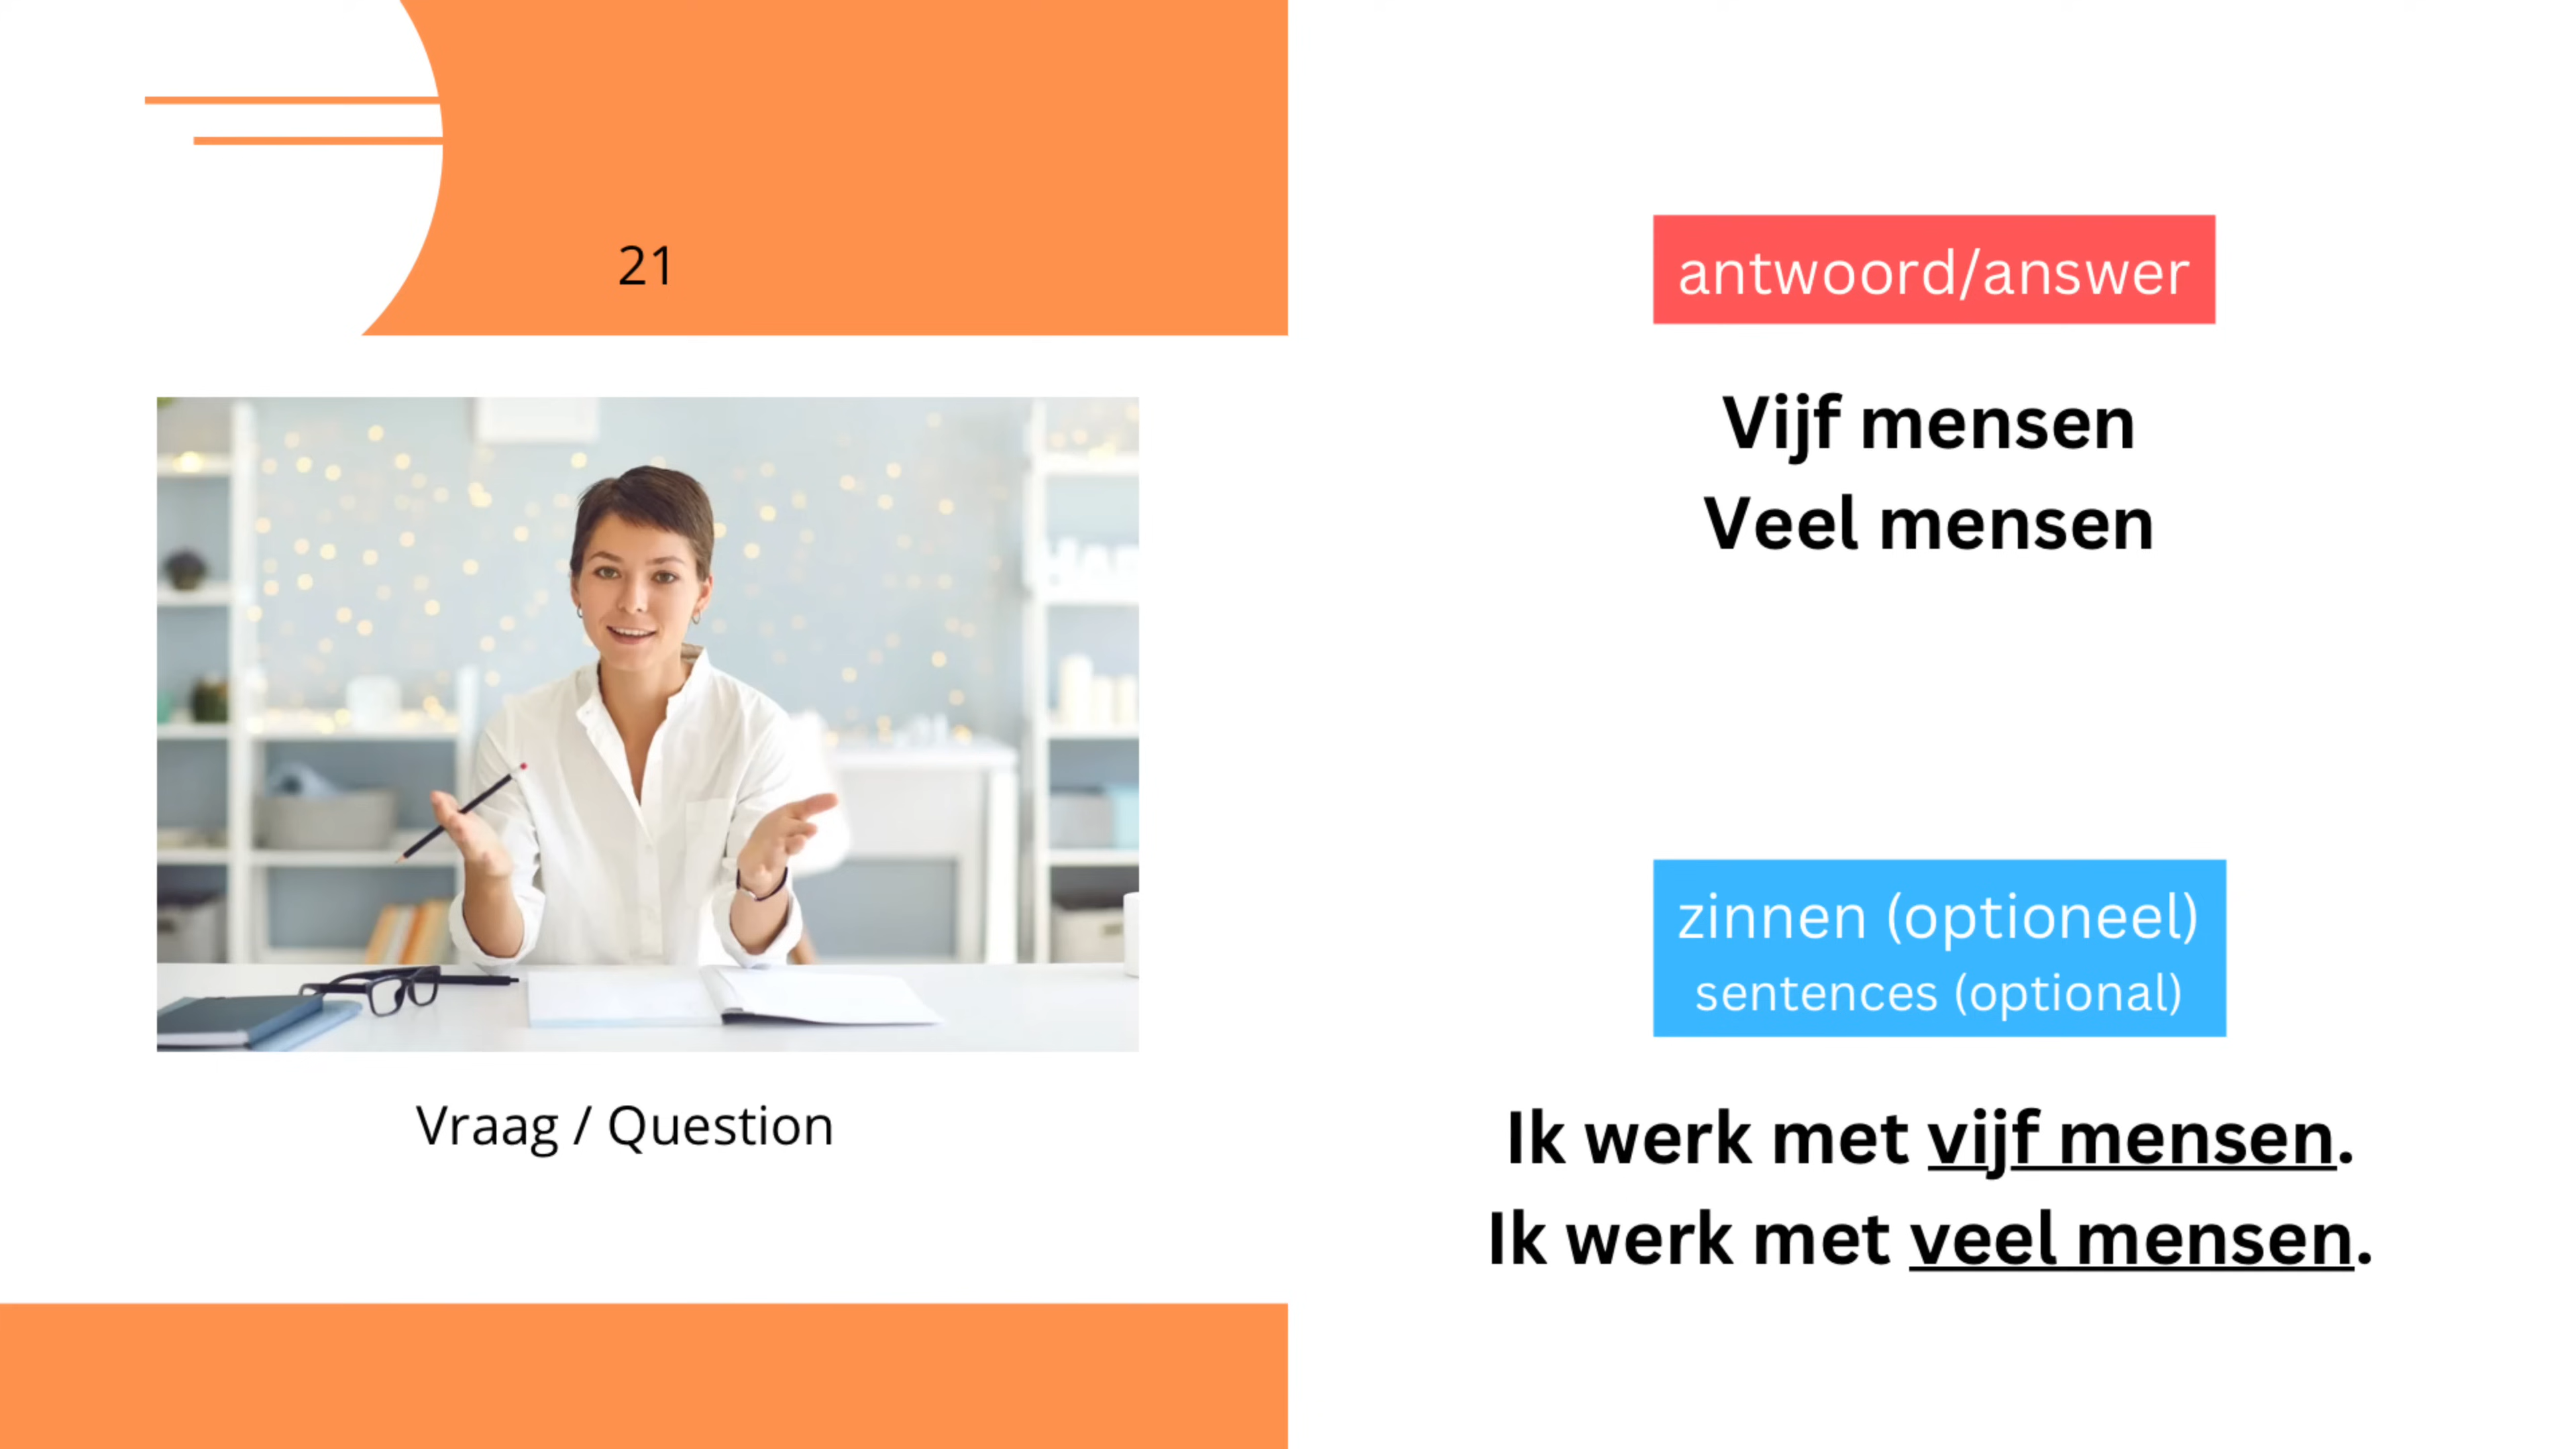 21
Vraag / Question
antwoord/answer
Vijf mensen
Veel mensen
zinnen (optioneel)
sentences (optional)
Ik werk met vijf mensen.
Ik werk met veel mensen.